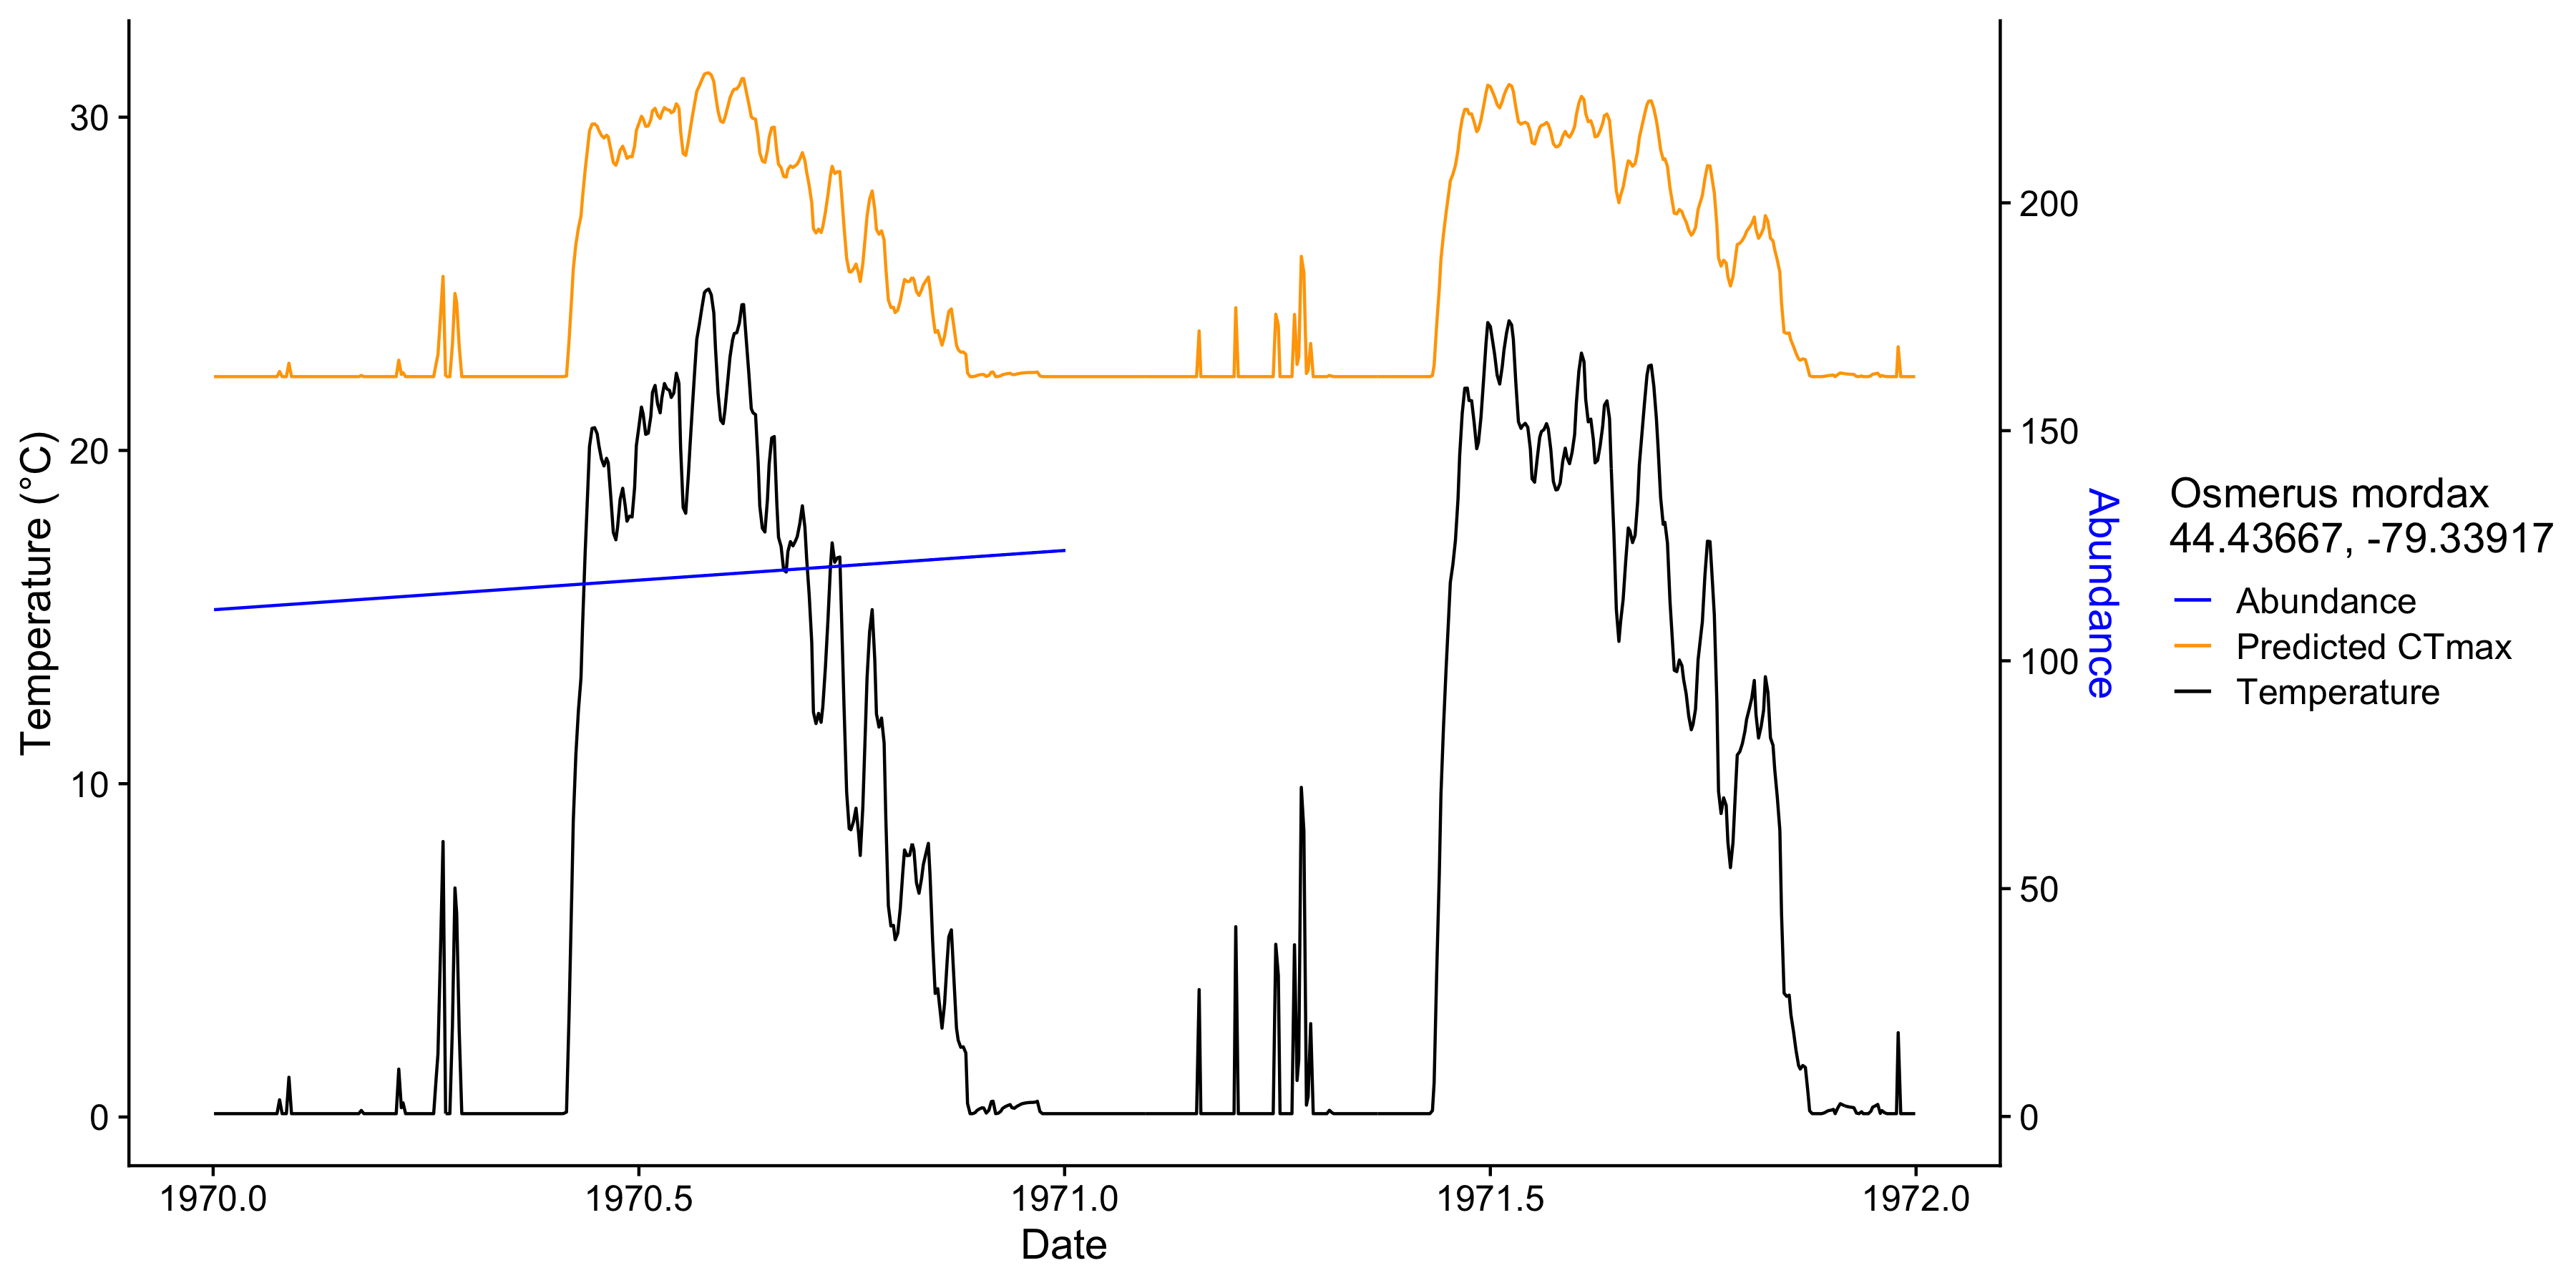 Temperature (°C)
30
20
10
0
1970.0
1970.5
1971.0
1971.5
1972.0
Date
200
150
100
50
0
Abundance
Osmerus mordax
44.43667, -79.33917
Abundance
Predicted CTmax
Temperature